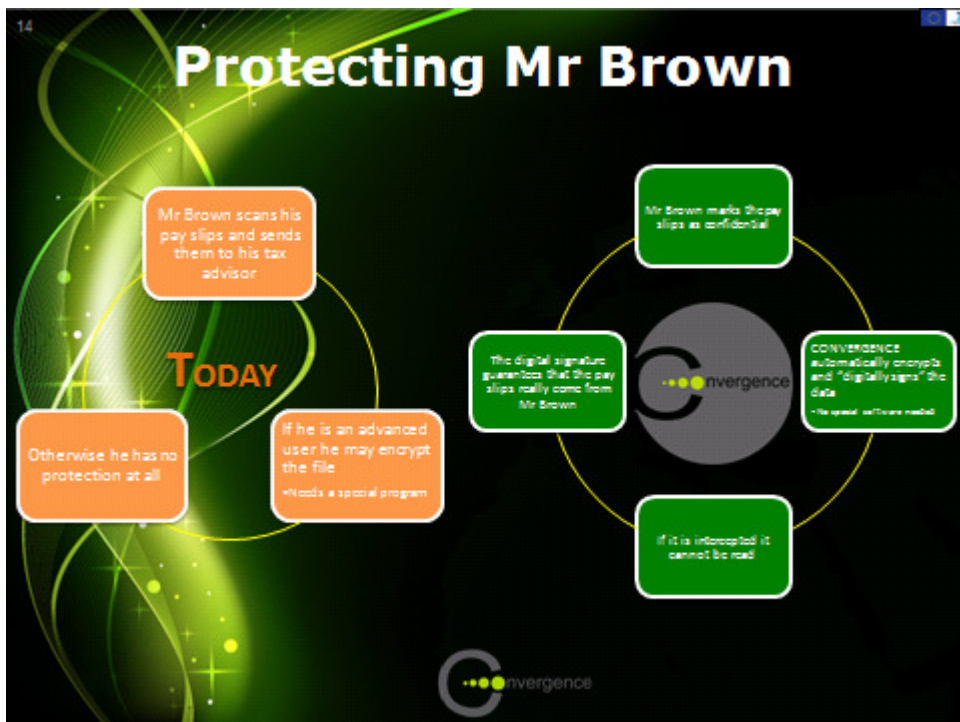 14
Protecting Mr Brown
Mr Brown scans his
pay slips and sends
them to his tax
advisor
TODAY
If he is an advanced
user he may encrypt
the file
•Needs a special program
Otherwise he has no
protection at all
Mr Brown marks the pay
slips as confidential
CONVERGENCE
automatically encrypts
and "digitally signs" the
data
•No special software needed
If it is intercepted it
cannot be read
The digital signature
guarantees that the pay
slips really come from
Mr Brown
Convergence
Convergence